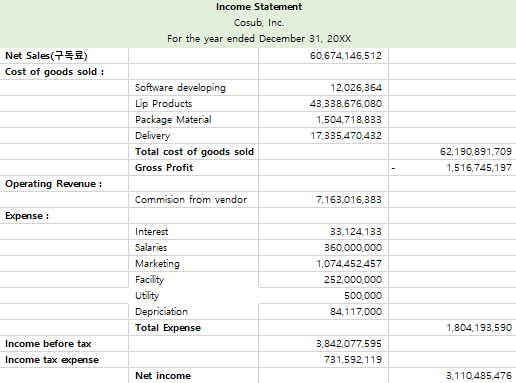 Income Statement
Cosub, Inc.
For the year ended December 31, 20XX
Net Sales(구독료) 60,674,146,512
Cost of goods sold :
Software developing 12,026,364
Lip Products 43,338,676,080
Package Material 1,504,718,833
Delivery 17,335,470,432
Total cost of goods sold 62,190,891,709
Gross Profit - 1,516,745,197
Operating Revenue :
Commision from vendor 7,163,016,383
Expense :
Interest 33,124,133
Salaries 360,000,000
Marketing 1,074,452,457
Facility 252,000,000
Utility 500,000
Depriciation 84,117,000
Total Expense 1,804,193,590
Income before tax 3,842,077,595
Income tax expense 731,592,119
Net income 3,110,485,476